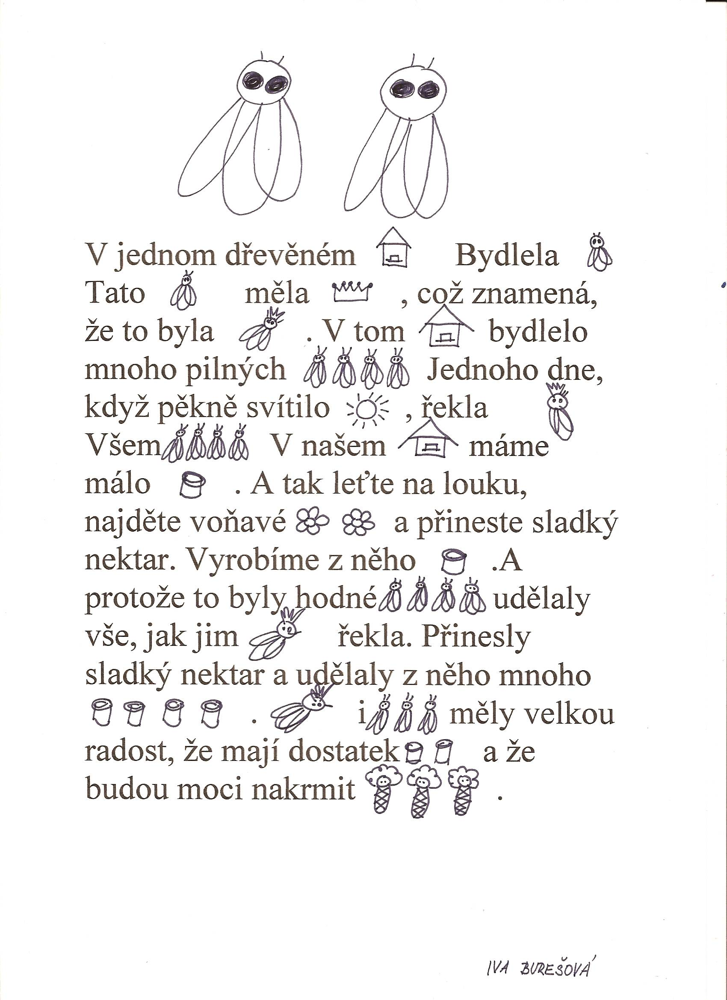 V jednom dřevěném Bydlela
Tato měla , což znamená,
že to byla . V tom bydlelo
mnoho pilných Jednoho dne,
když pěkně svítilo , řekla
Všem V našem máme
málo . A tak leťte na louku,
najděte voňavé a přineste sladký
nektar. Vyrobíme z něho .A
protože to byly hodné udělaly
vše, jak jim řekla. Přinesly
sladký nektar a udělaly z něho mnoho
. i měly velkou
radost, že mají dostatek a že
budou moci nakrmit .
IVA BUREŠOVÁ